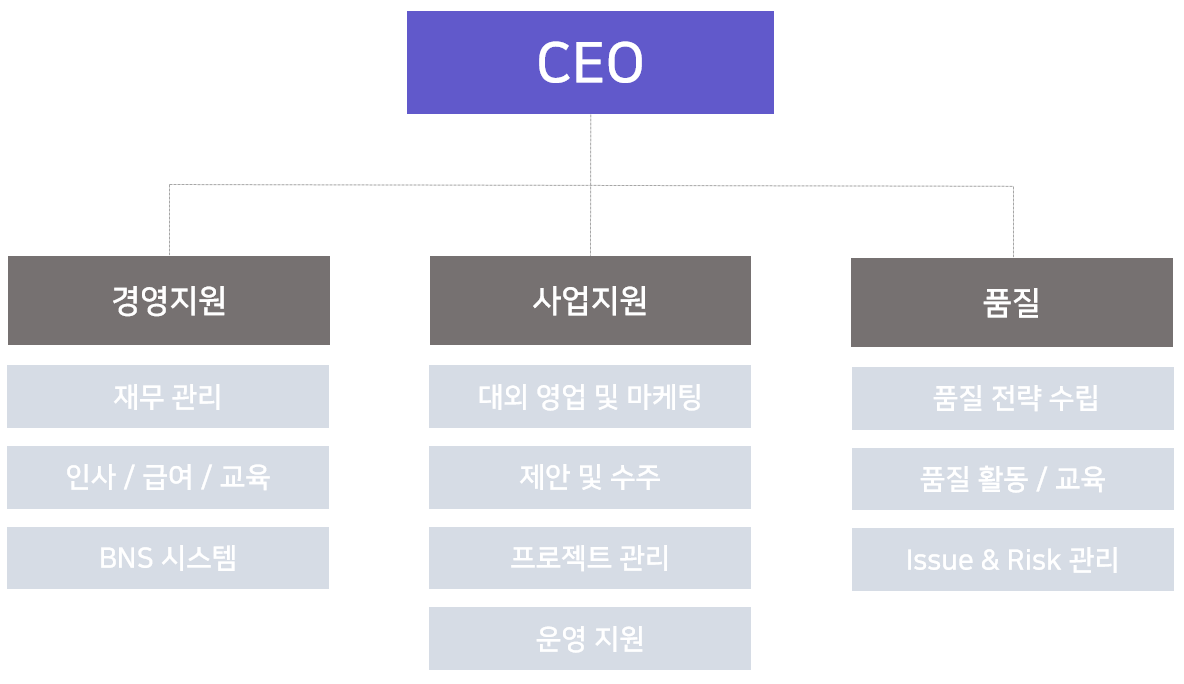 CEO
경영지원
재무 관리
인사 / 급여 / 교육
BNS 시스템
사업지원
대외 영업 및 마케팅
제안 및 수주
프로젝트 관리
운영 지원
품질
품질 전략 수립
품질 활동 / 교육
Issue & Risk 관리